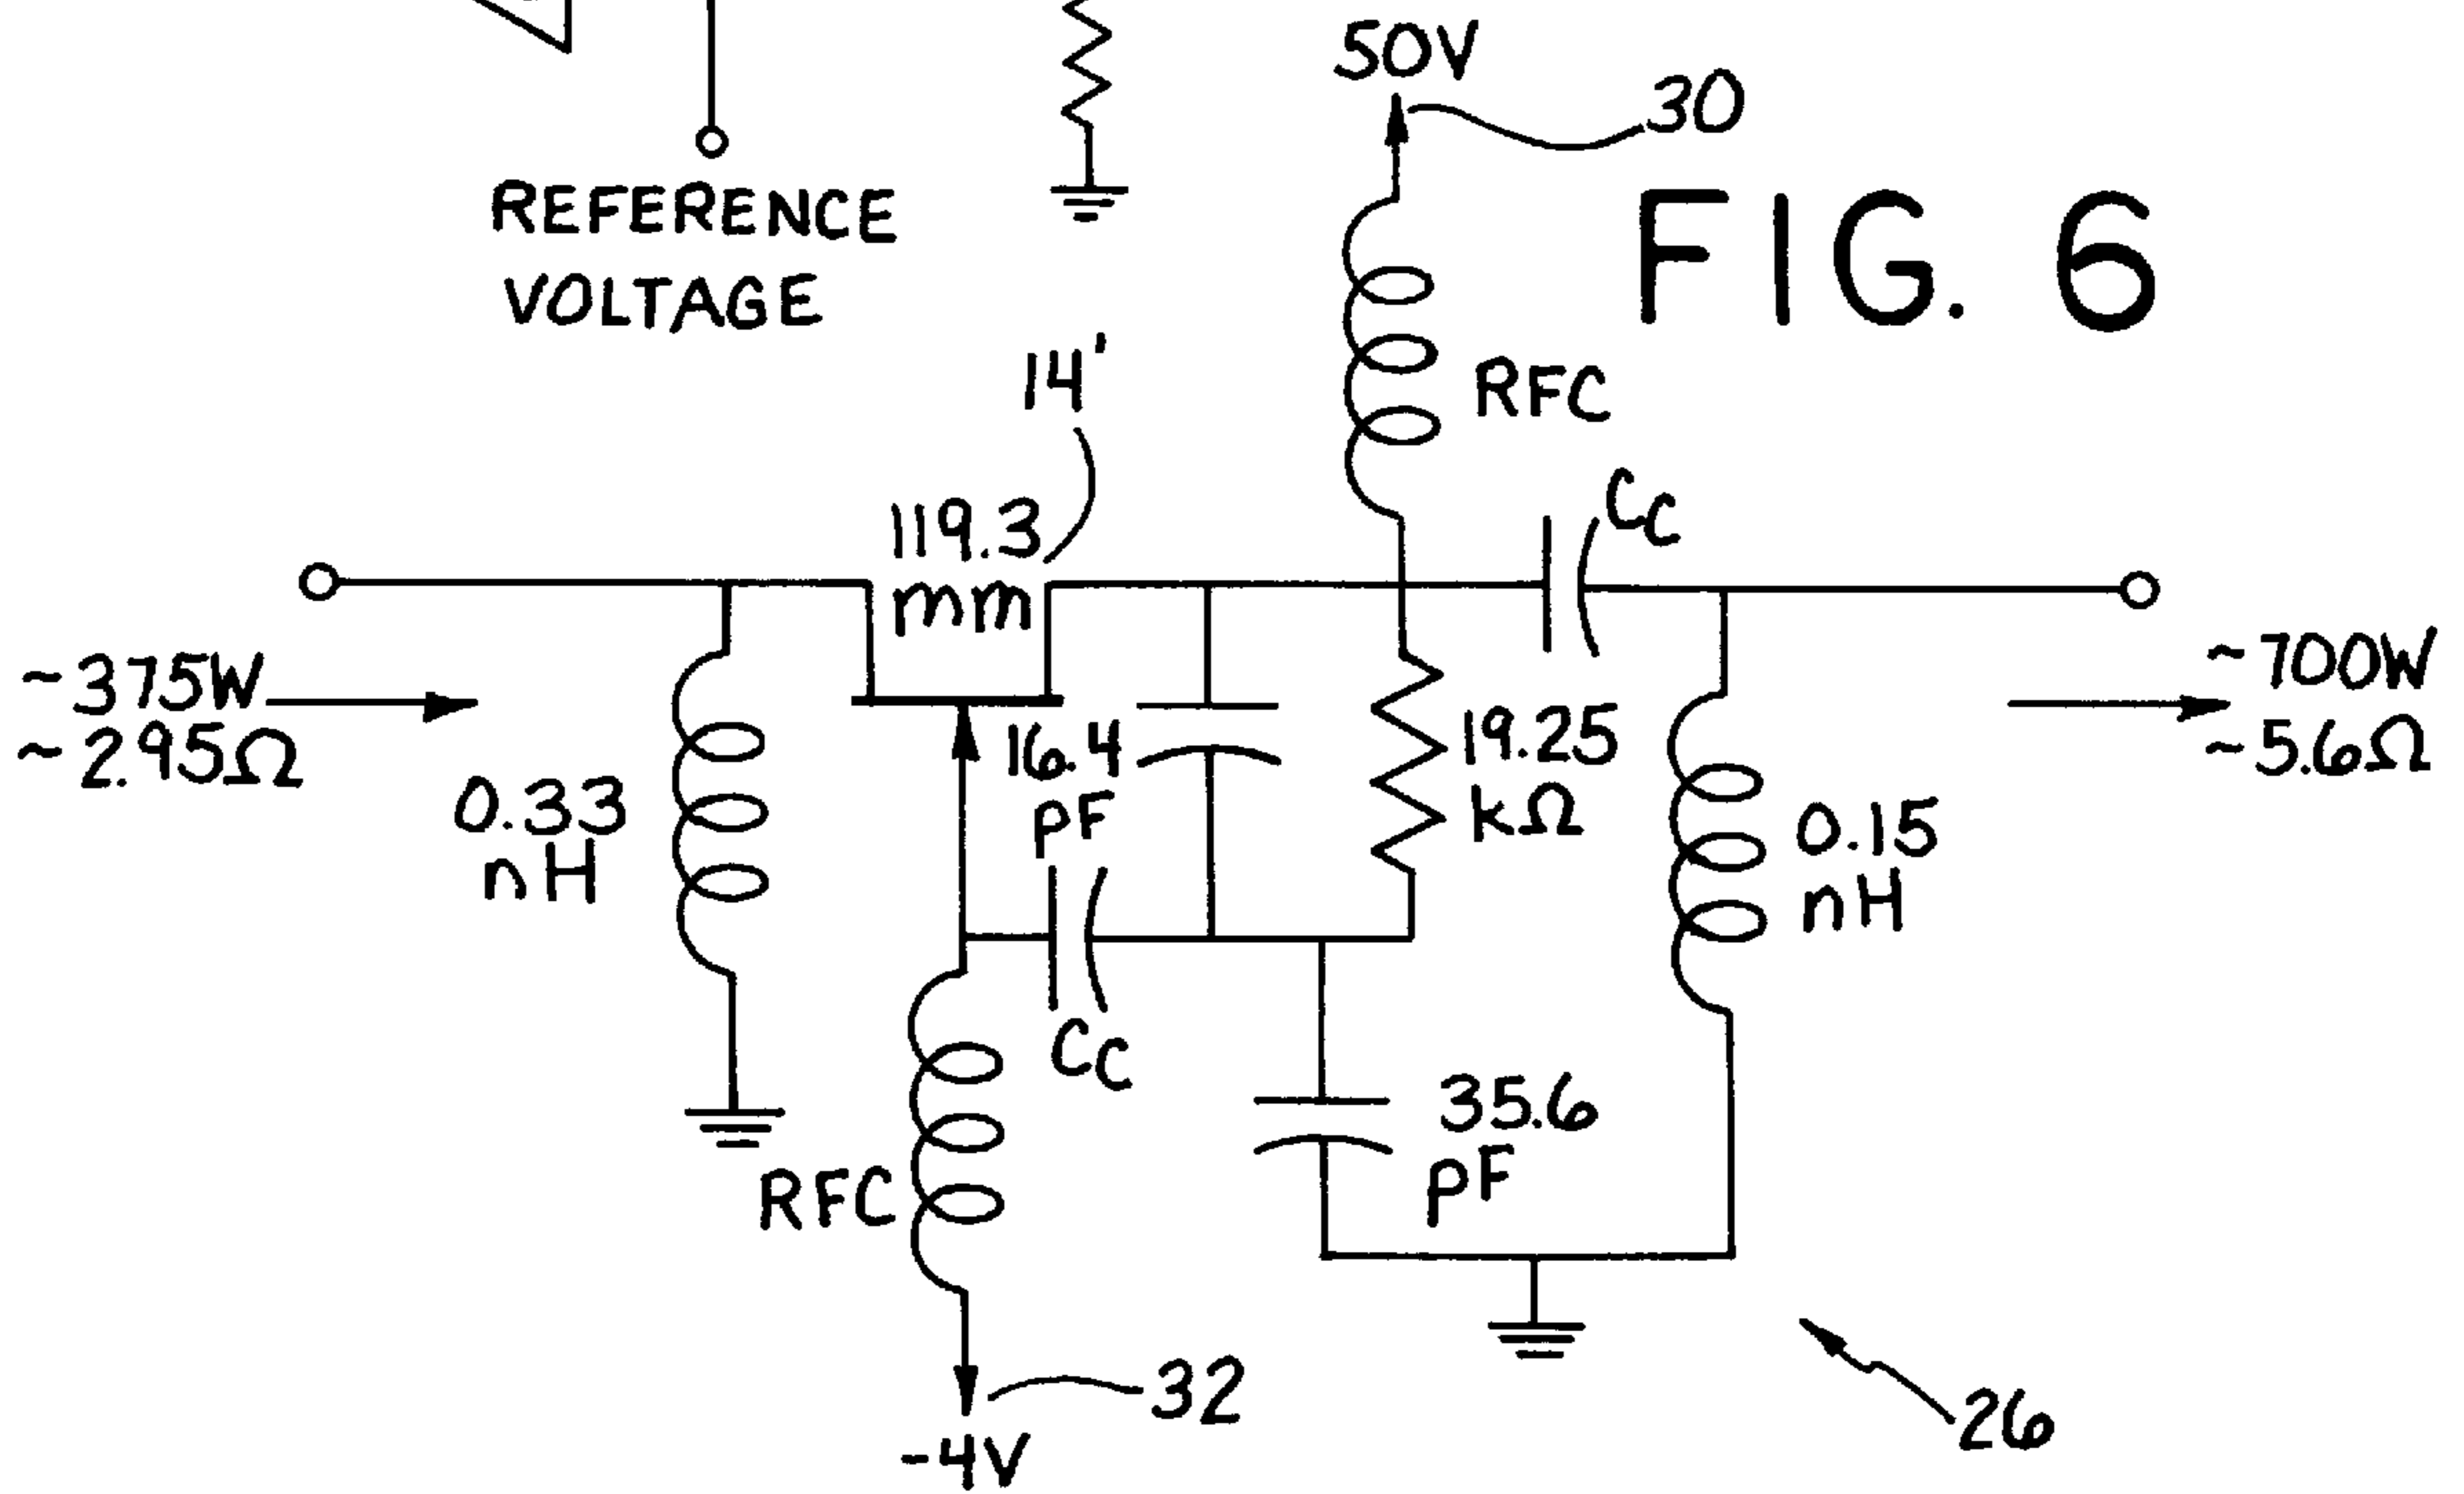 50V
30
REFERENCE
VOLTAGE
FIG. 6
14'
RFC
119.3
mm
Cc
~375W
~2.95Ω
~700W
~5.6Ω
0.33
nH
16.4
pF
19.25
kΩ
0.15
nH
Cc
35.6
pF
RFC
32
-4V
26